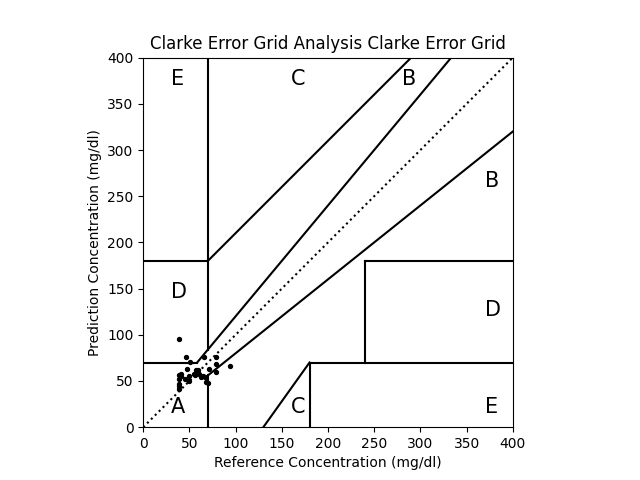 Clarke Error Grid Analysis Clarke Error Grid
400
350
300
250
200
150
100
50
0
Prediction Concentration (mg/dl)
E
C
B
B
D
D
A
C
E
0 50 100 150 200 250 300 350 400
Reference Concentration (mg/dl)